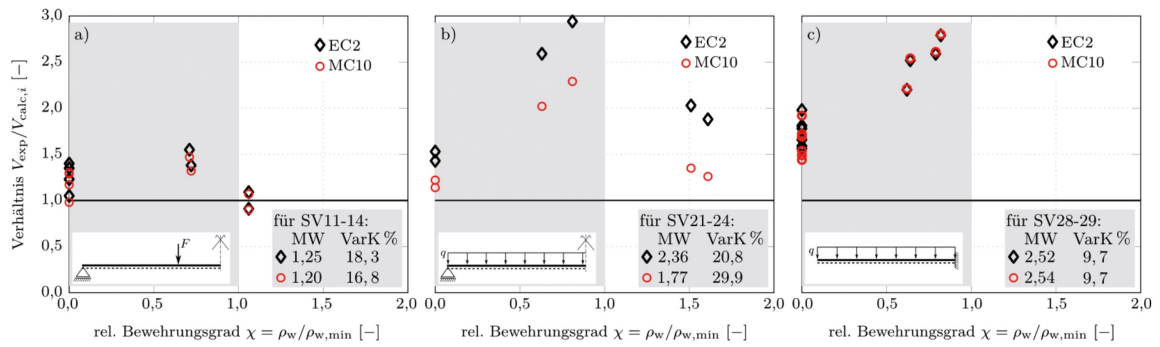 Verhältnis V_exp/V_calc,i [–]
3,0
2,5
2,0
1,5
1,0
0,5
0
a)
EC2
MC10
für SV11-14:
MW VarK %
1,25 18,3
1,20 16,8
F
0,0 0,5 1,0 1,5 2,0
rel. Bewehrungsgrad χ = ρ_w/ρ_w,min [–]
b)
EC2
MC10
für SV21-24:
MW VarK %
2,36 20,8
1,77 29,9
q
0,0 0,5 1,0 1,5 2,0
rel. Bewehrungsgrad χ = ρ_w/ρ_w,min [–]
c)
EC2
MC10
für SV28-29:
MW VarK %
2,52 9,7
2,54 9,7
q
0,0 0,5 1,0 1,5 2,0
rel. Bewehrungsgrad χ = ρ_w/ρ_w,min [–]